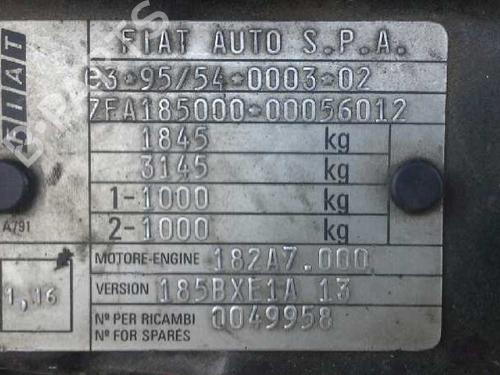 FIAT
FIAT AUTO S.P.A.
e3*95/54*0003*02
ZFA185000*00056012
1845 kg
3145 kg
1-1000 kg
2-1000 kg
A791
MOTORE-ENGINE 182A7.000
1,16
VERSION 185BXE1A 13
Nº PER RICAMBI 0049958
Nº FOR SPARES